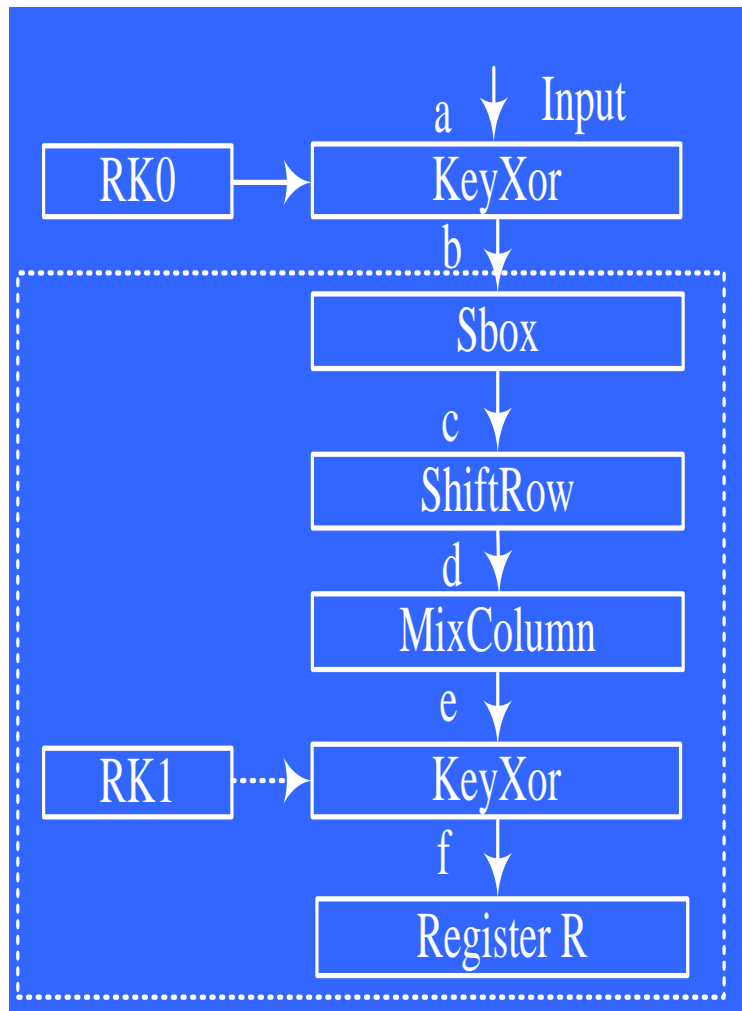 a
Input
RK0
KeyXor
b
Sbox
c
ShiftRow
d
MixColumn
e
RK1
KeyXor
f
Register R